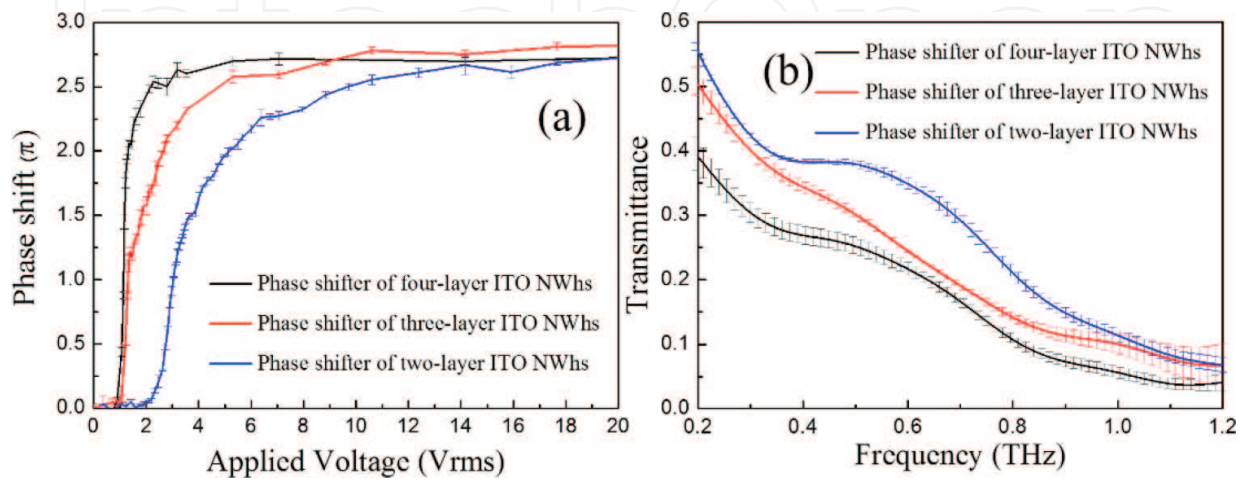 3.0
2.5
2.0
1.5
1.0
0.5
0.0
Phase shift (π)
(a)
Phase shifter of four-layer ITO NWhs
Phase shifter of three-layer ITO NWhs
Phase shifter of two-layer ITO NWhs
0 2 4 6 8 10 12 14 16 18 20
Applied Voltage (Vrms)
0.6
0.5
0.4
0.3
0.2
0.1
0.0
Transmittance
(b)
Phase shifter of four-layer ITO NWhs
Phase shifter of three-layer ITO NWhs
Phase shifter of two-layer ITO NWhs
0.2 0.4 0.6 0.8 1.0 1.2
Frequency (THz)